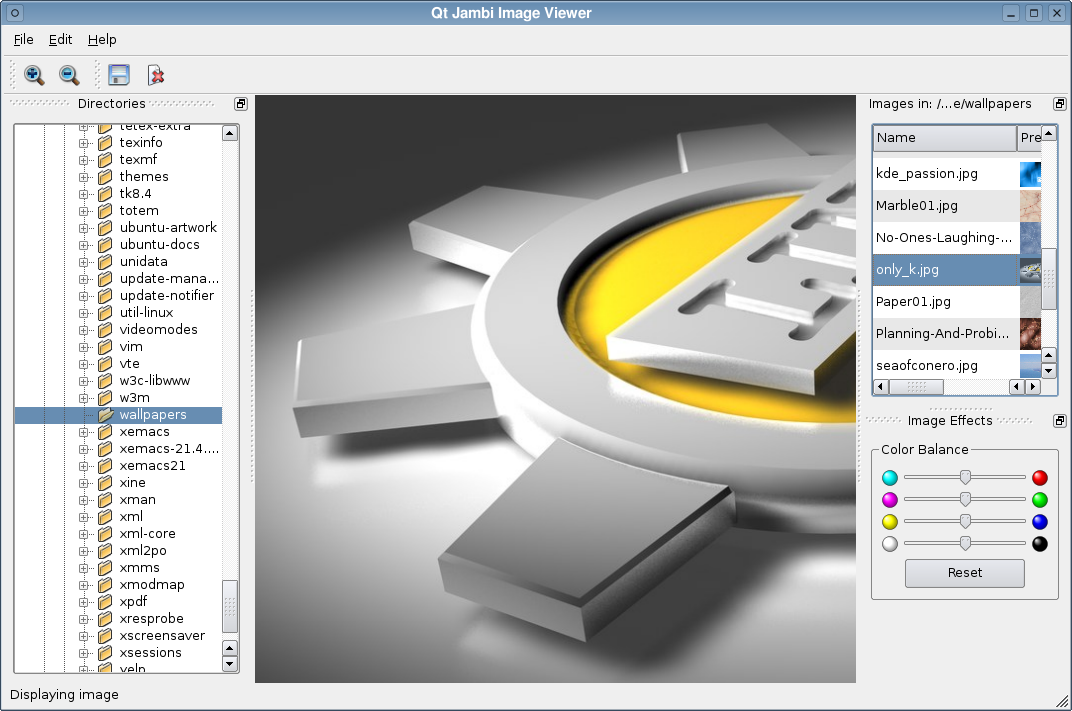 Qt Jambi Image Viewer
File Edit Help
Directories
tetex-extra
texinfo
texmf
themes
tk8.4
totem
ubuntu-artwork
ubuntu-docs
unidata
update-mana...
update-notifier
util-linux
videomodes
vim
vte
w3c-libwww
w3m
wallpapers
xemacs
xemacs-21.4....
xemacs21
xine
xman
xml
xml-core
xml2po
xmms
xmodmap
xpdf
xresprobe
xscreensaver
xsessions
yelp
Images in: /...e/wallpapers
Name Pre
kde_passion.jpg
Marble01.jpg
No-Ones-Laughing-...
only_k.jpg
Paper01.jpg
Planning-And-Probi...
seaofconero.jpg
Image Effects
Color Balance
Reset
Displaying image